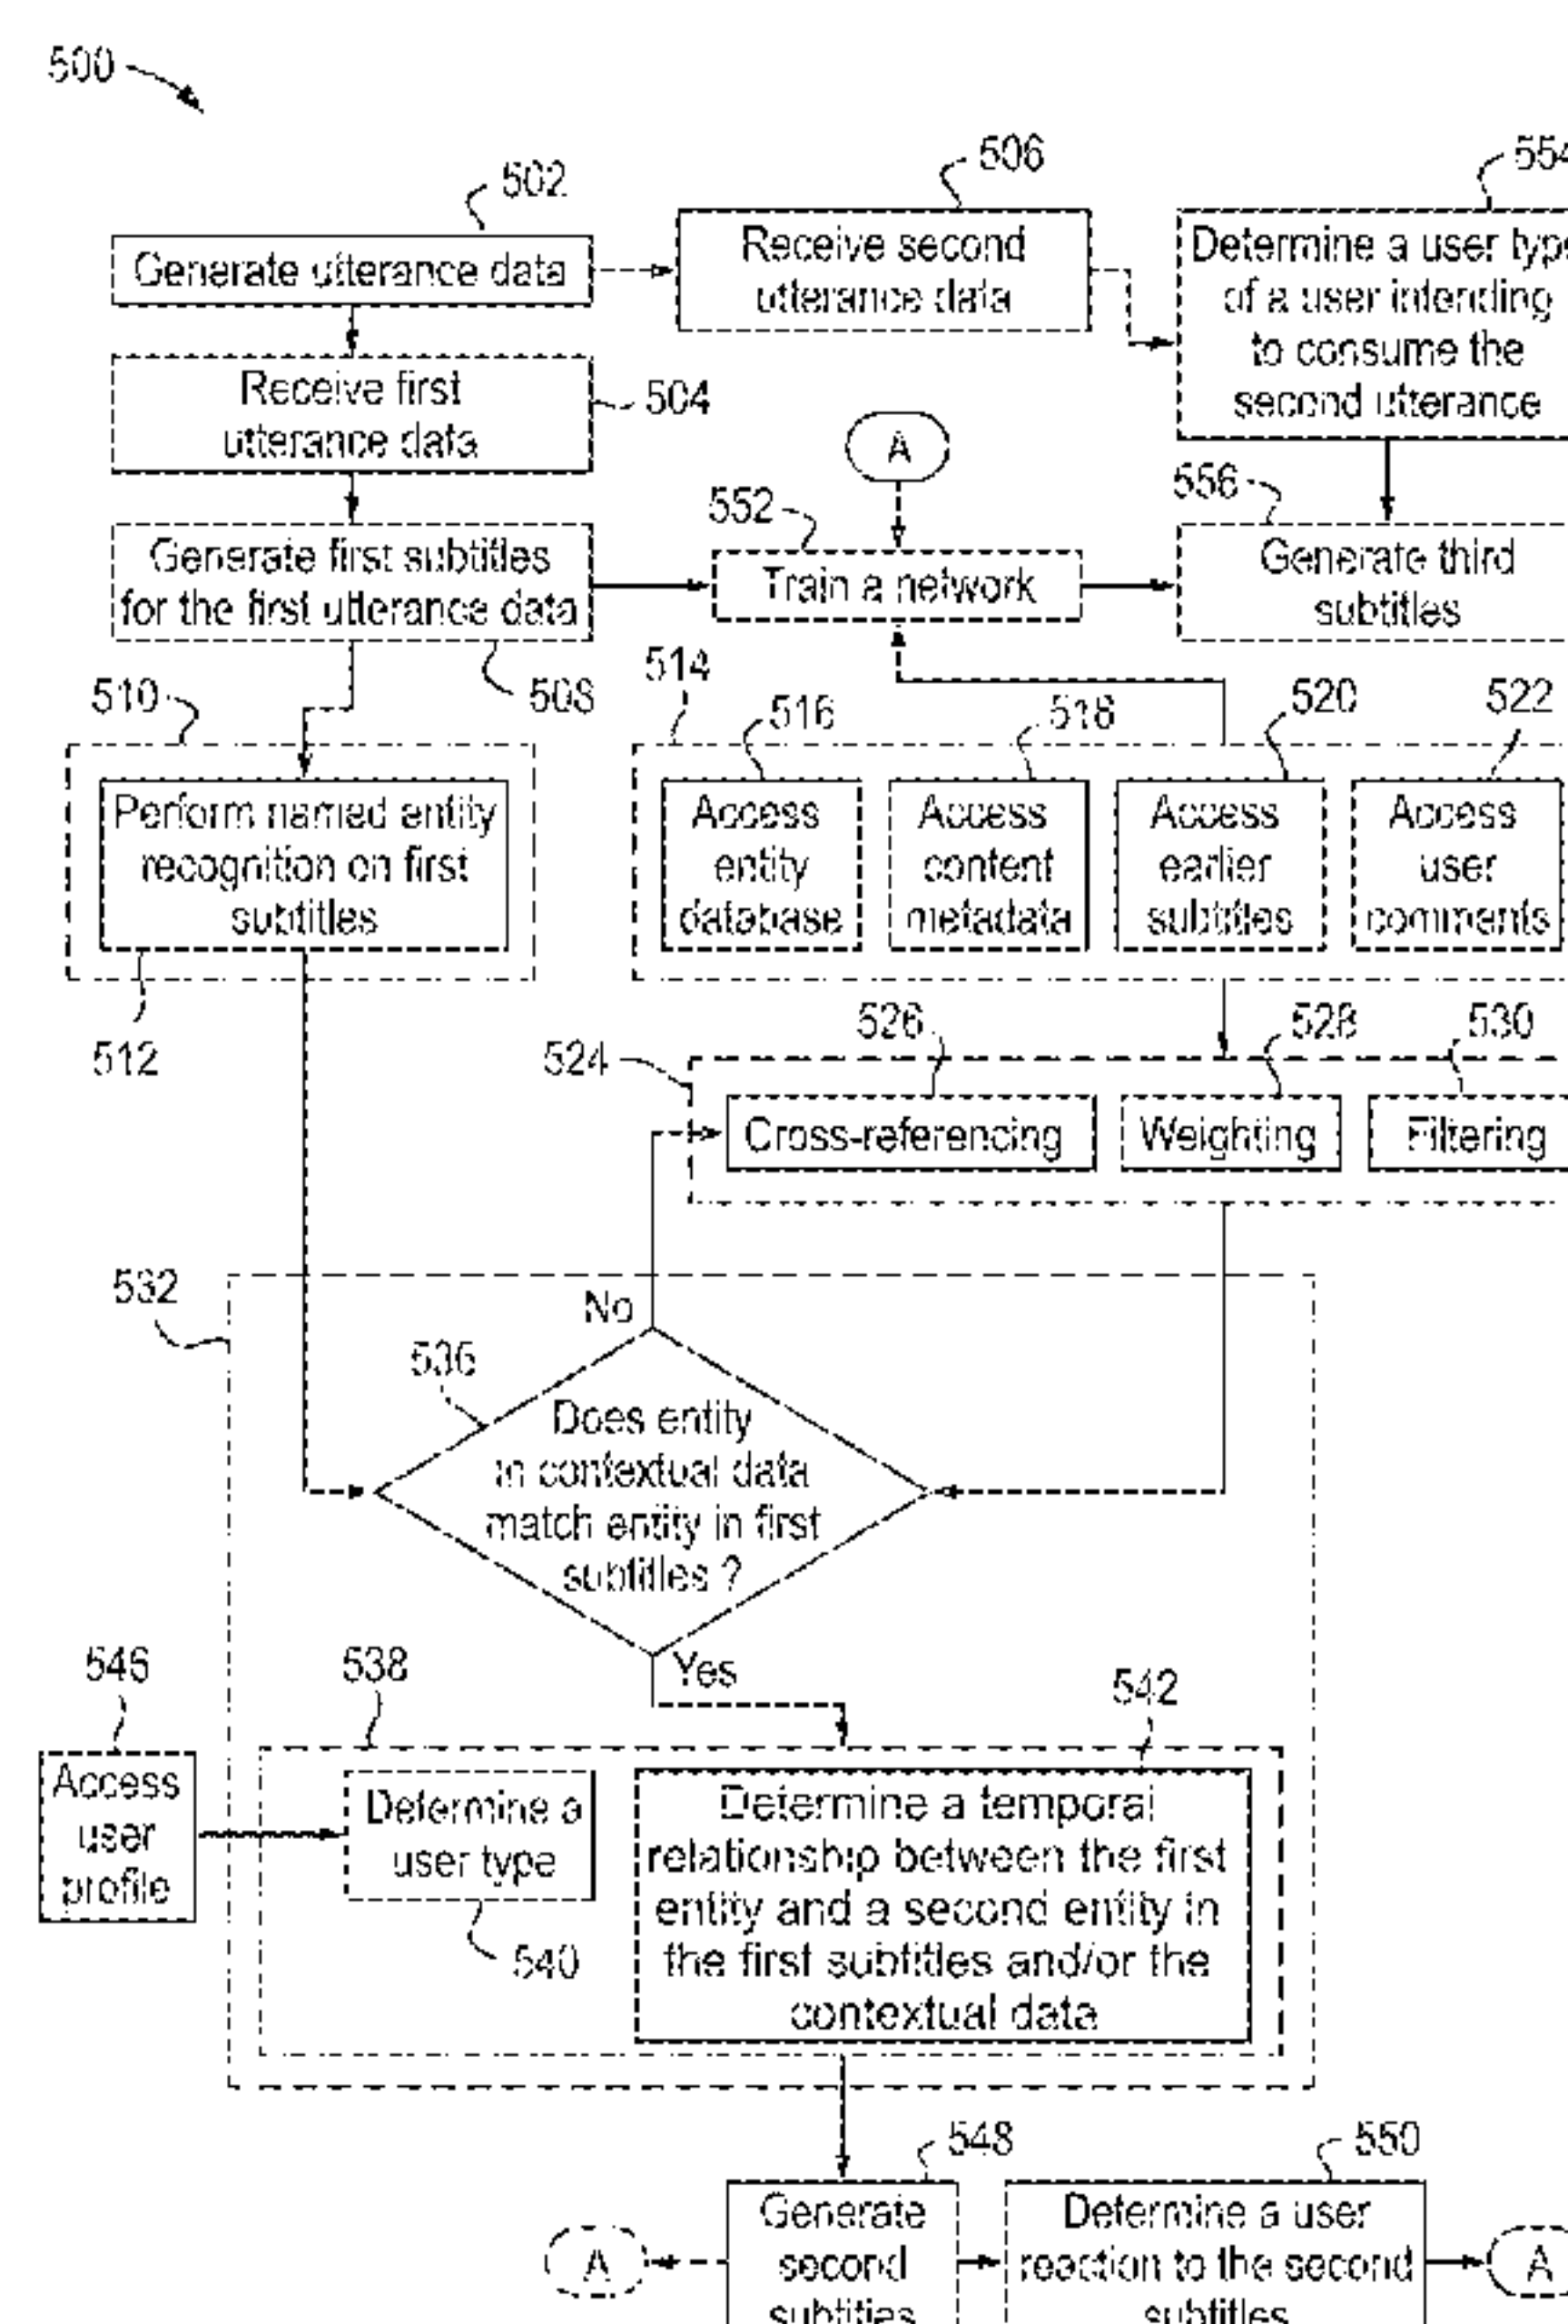 500
502
506
554
Generate utterance data
Receive second
utterance data
Determine a user type
of a user intending
to consume the
second utterance
Receive first
utterance data
504
A
552
556
Generate first subtitles
for the first utterance data
Train a network
Generate third
subtitles
508
510
514
516
518
520
522
Perform named entity
recognition on first
subtitles
Access
entity
database
Access
content
metadata
Access
earlier
subtitles
Access
user
comments
512
524
526
528
530
Cross-referencing
Weighting
Filtering
532
No
536
Does entity
in contextual data
match entity in first
subtitles ?
Yes
546
538
542
Access
user
profile
Determine a
user type
540
Determine a temporal
relationship between the first
entity and a second entity in
the first subtitles and/or the
contextual data
548
550
A
Generate
second
subtitles
Determine a user
reaction to the second
subtitles
A